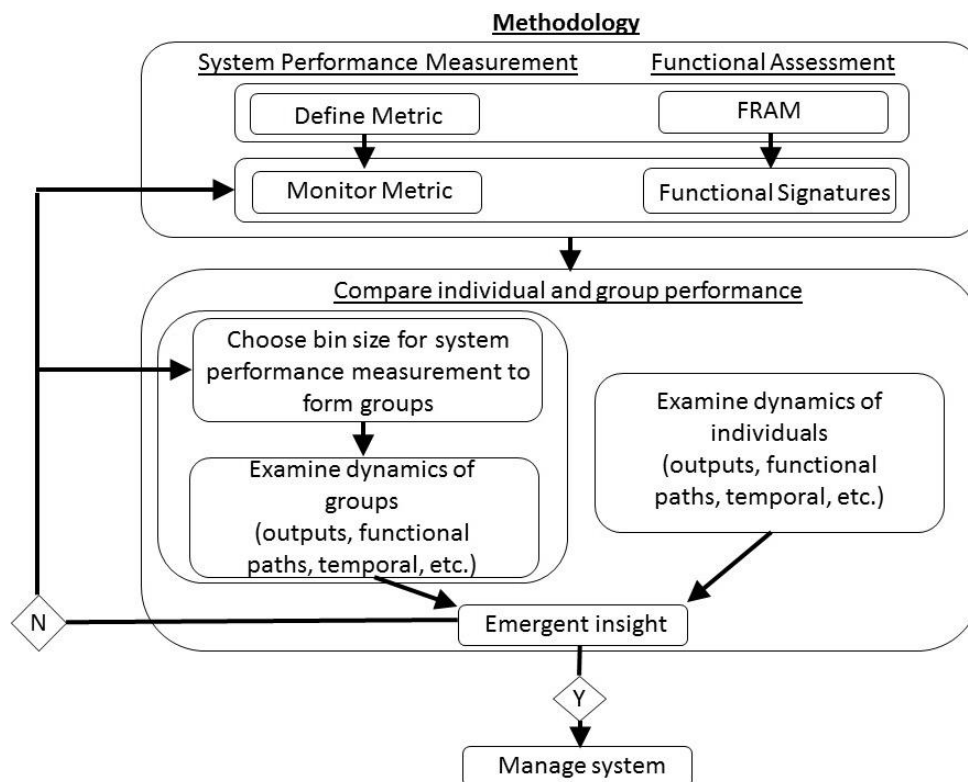 Methodology
System Performance Measurement
Functional Assessment
Define Metric
FRAM
Monitor Metric
Functional Signatures
Compare individual and group performance
Choose bin size for system
performance measurement to
form groups
Examine dynamics of
groups
(outputs, functional
paths, temporal, etc.)
Examine dynamics of
individuals
(outputs, functional
paths, temporal, etc.)
Emergent insight
N
Y
Manage system